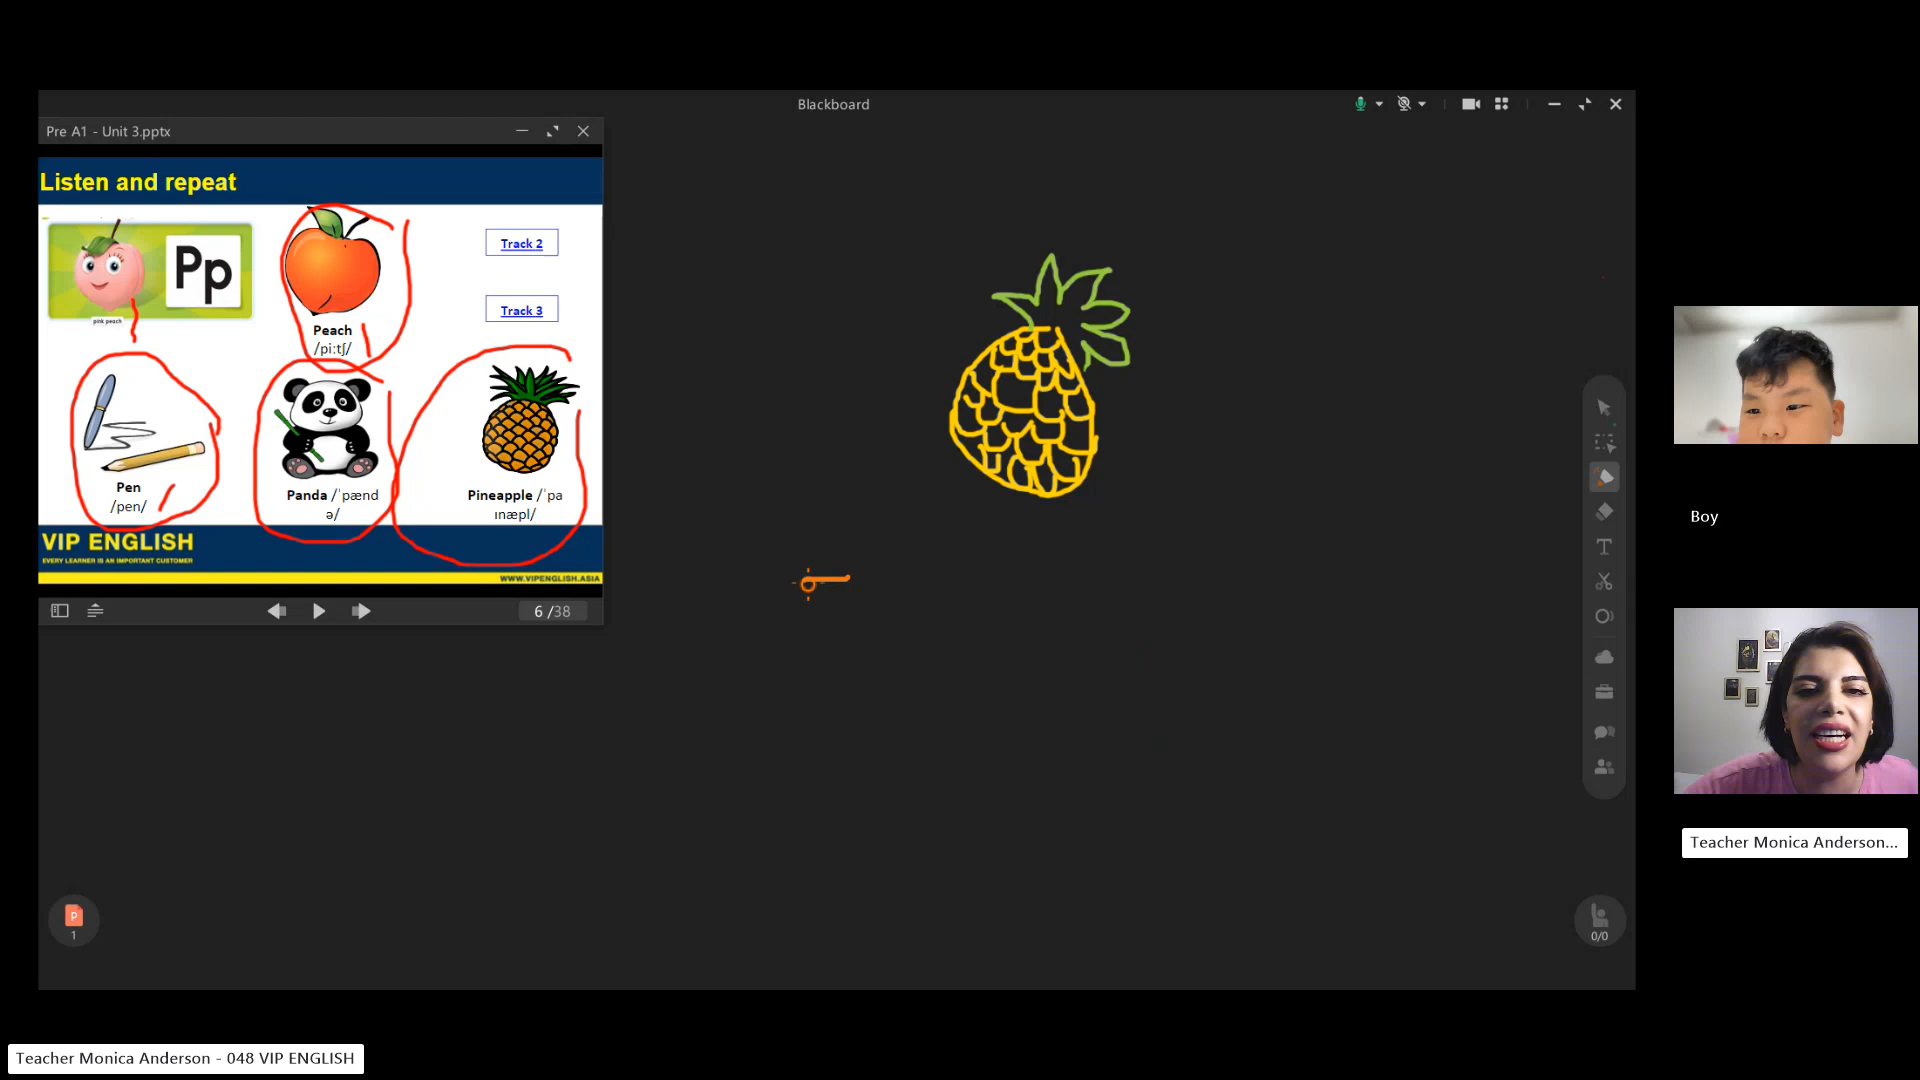 Blackboard
Pre A1 - Unit 3.pptx
Listen and repeat
Pp
pink peach
Track 2
Track 3
Peach
/piːtʃ/
Pen
/pen/
Panda /ˈpænd
ə/
Pineapple /ˈpa
ɪnæpl/
VIP ENGLISH
EVERY LEARNER IS AN IMPORTANT CUSTOMER
WWW.VIPENGLISH.ASIA
6 /38
P
1
0/0
Boy
Teacher Monica Anderson...
Teacher Monica Anderson - 048 VIP ENGLISH